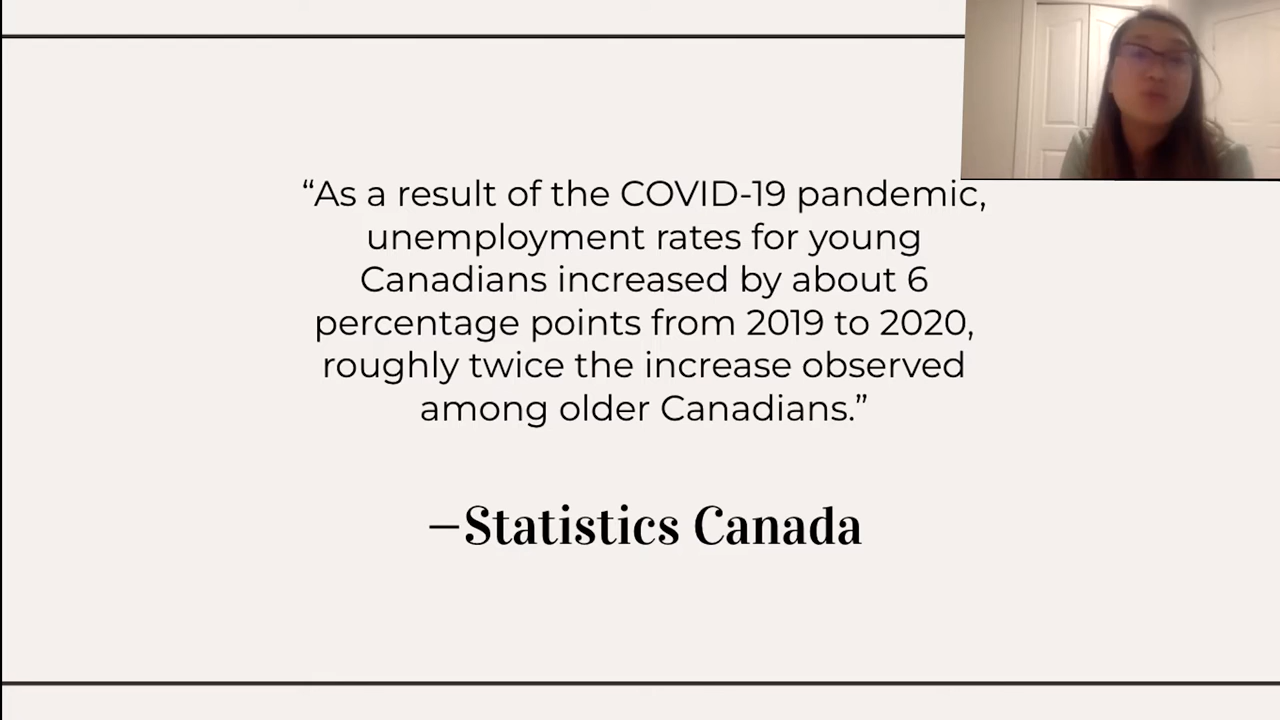 “As a result of the COVID-19 pandemic,
unemployment rates for young
Canadians increased by about 6
percentage points from 2019 to 2020,
roughly twice the increase observed
among older Canadians.”
—Statistics Canada